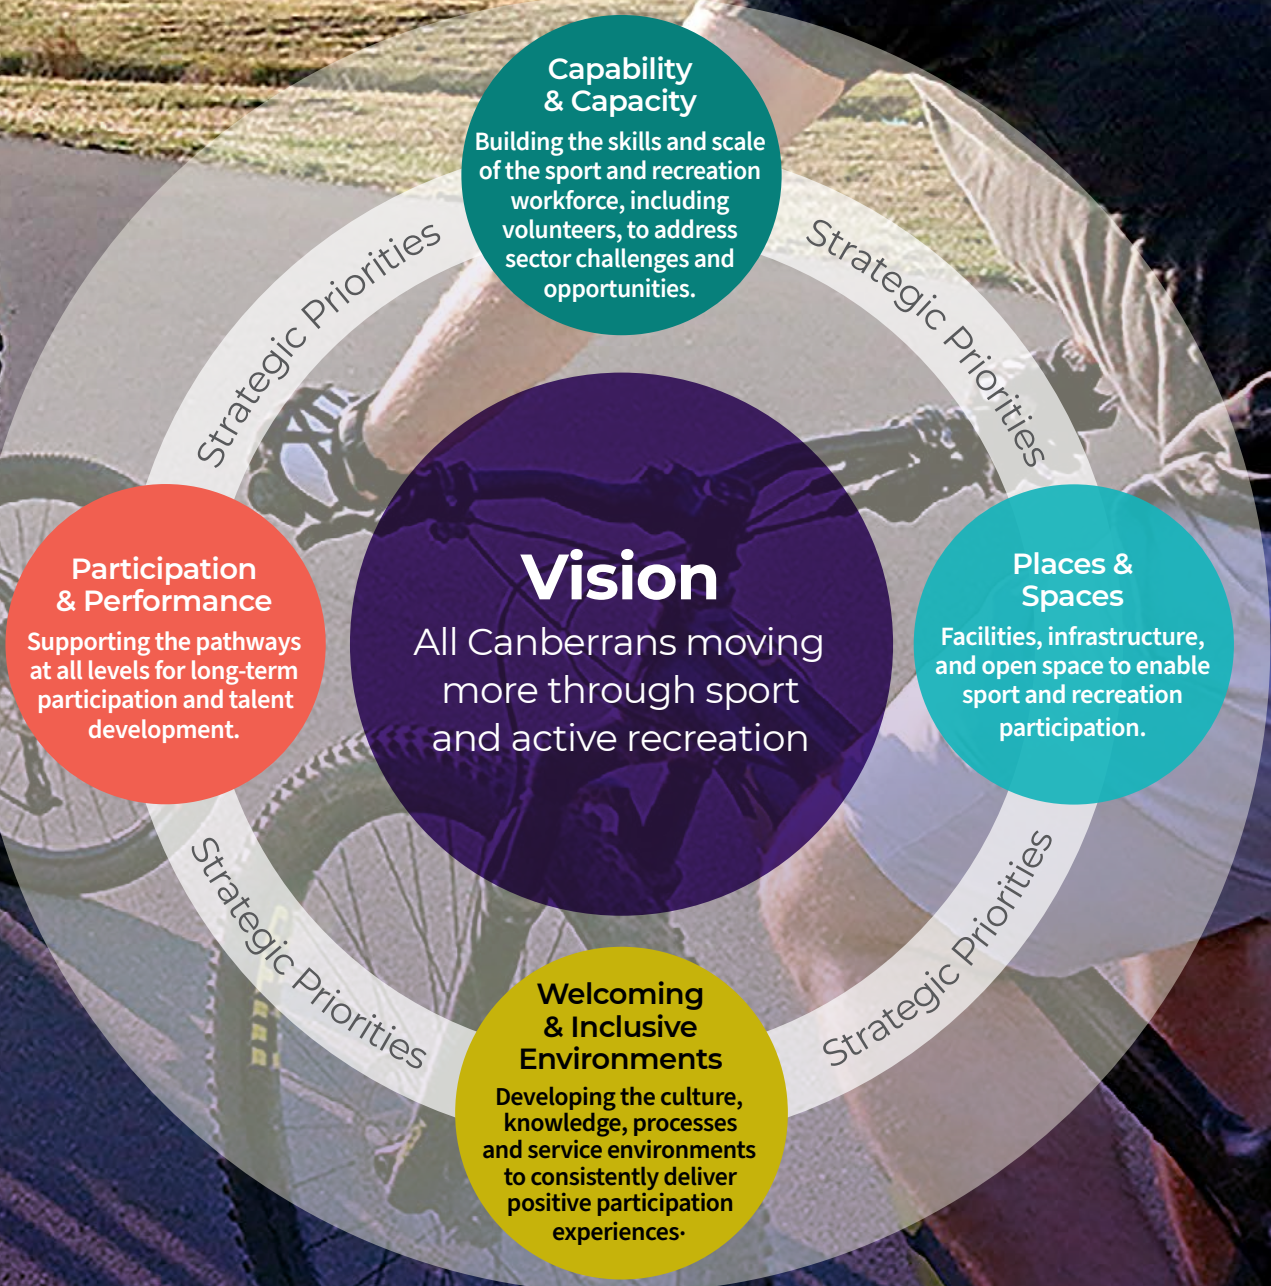 Capability
& Capacity
Building the skills and scale
of the sport and recreation
workforce, including
volunteers, to address
sector challenges and
opportunities.
Strategic Priorities
Strategic Priorities
Participation
& Performance
Supporting the pathways
at all levels for long-term
participation and talent
development.
Vision
All Canberrans moving
more through sport
and active recreation
Places &
Spaces
Facilities, infrastructure,
and open space to enable
sport and recreation
participation.
Strategic Priorities
Strategic Priorities
Welcoming
& Inclusive
Environments
Developing the culture,
knowledge, processes
and service environments
to consistently deliver
positive participation
experiences·